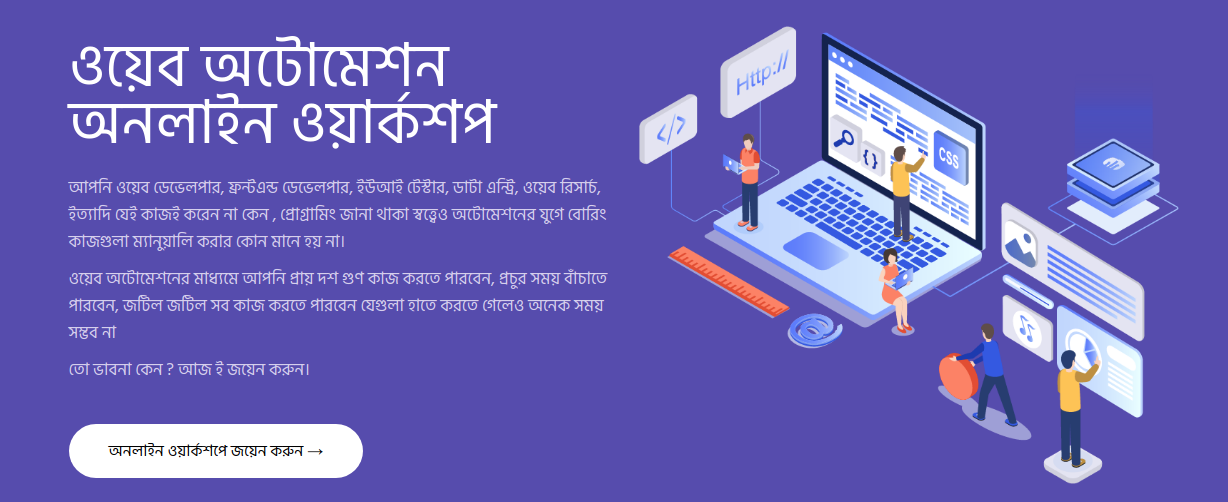 ওয়েব অটোমেশন
অনলাইন ওয়ার্কশপ
আপনি ওয়েব ডেভেলপার, ফ্রন্টএন্ড ডেভেলপার, ইউআই টেস্টার, ডাটা এন্ট্রি, ওয়েব রিসার্চ,
ইত্যাদি যেই কাজই করেন না কেন , প্রোগ্রামিং জানা থাকা স্বত্ত্বেও অটোমেশনের যুগে বোরিং
কাজগুলা ম্যানুয়ালি করার কোন মানে হয় না।
ওয়েব অটোমেশনের মাধ্যমে আপনি প্রায় দশ গুণ কাজ করতে পারবেন, প্রচুর সময় বাঁচাতে
পারবেন, জটিল জটিল সব কাজ করতে পারবেন যেগুলা হাতে করতে গেলেও অনেক সময়
সম্ভব না
তো ভাবনা কেন ? আজ ই জয়েন করুন।
অনলাইন ওয়ার্কশপে জয়েন করুন →
Http://
</>
{}
CSS